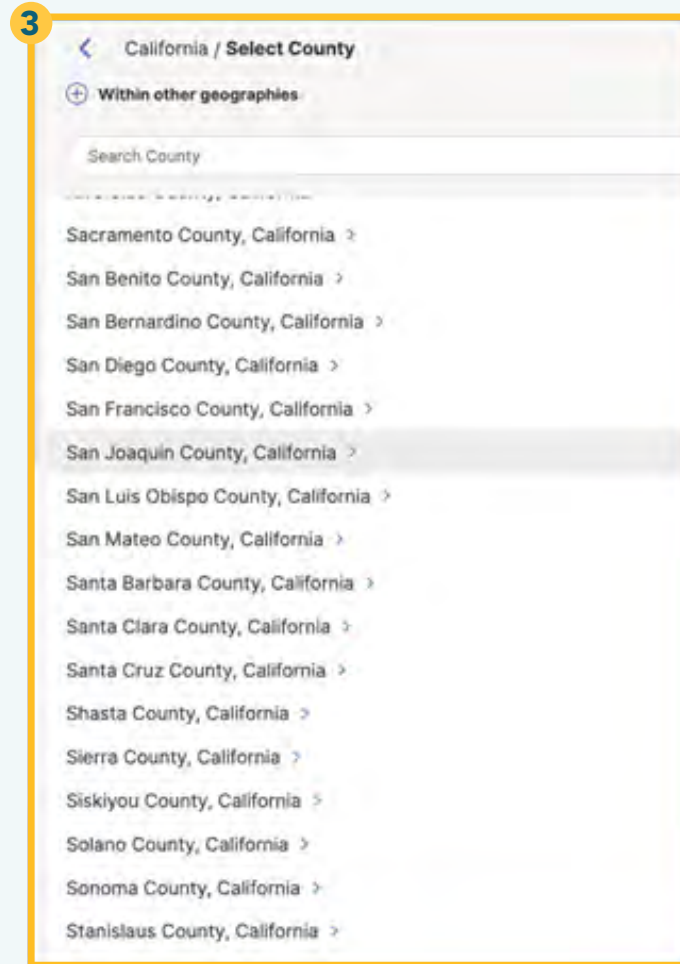 3
California / Select County
Within other geographies
Search County
Sacramento County, California
San Benito County, California
San Bernardino County, California
San Diego County, California
San Francisco County, California
San Joaquin County, California
San Luis Obispo County, California
San Mateo County, California
Santa Barbara County, California
Santa Clara County, California
Santa Cruz County, California
Shasta County, California
Sierra County, California
Siskiyou County, California
Solano County, California
Sonoma County, California
Stanislaus County, California